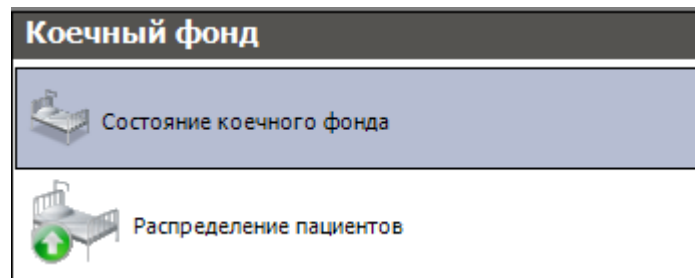 Коечный фонд
Состояние коечного фонда
Распределение пациентов